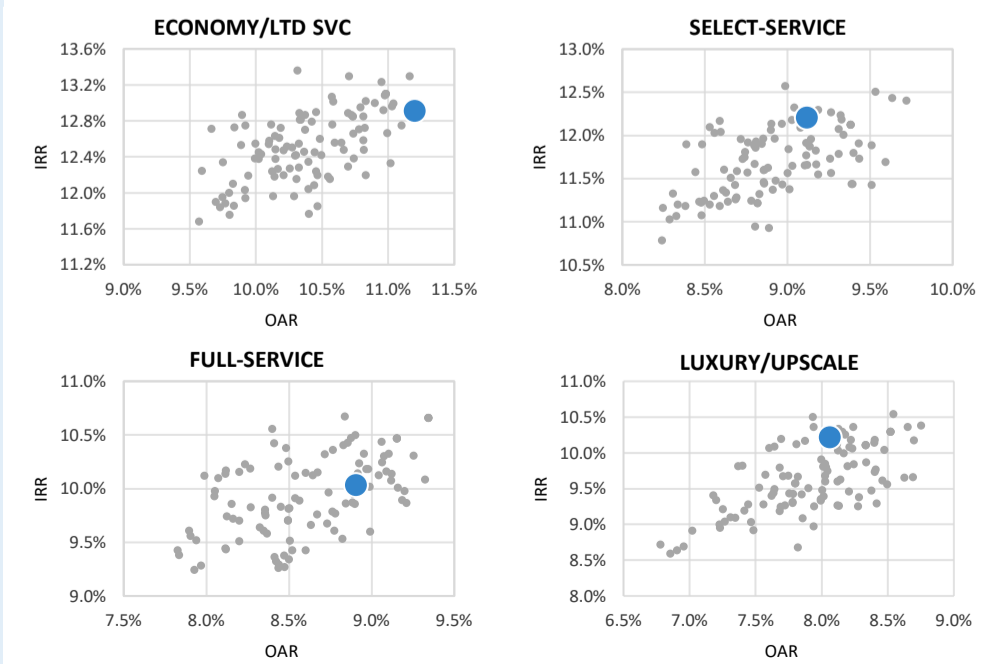 ECONOMY/LTD SVC
13.6%
13.2%
12.8%
12.4%
12.0%
11.6%
11.2%
IRR
9.0% 9.5% 10.0% 10.5% 11.0% 11.5%
OAR
SELECT-SERVICE
13.0%
12.5%
12.0%
11.5%
11.0%
10.5%
IRR
8.0% 8.5% 9.0% 9.5% 10.0%
OAR
FULL-SERVICE
11.0%
10.5%
10.0%
9.5%
9.0%
IRR
7.5% 8.0% 8.5% 9.0% 9.5%
OAR
LUXURY/UPSCALE
11.0%
10.5%
10.0%
9.5%
9.0%
8.5%
8.0%
IRR
6.5% 7.0% 7.5% 8.0% 8.5% 9.0%
OAR